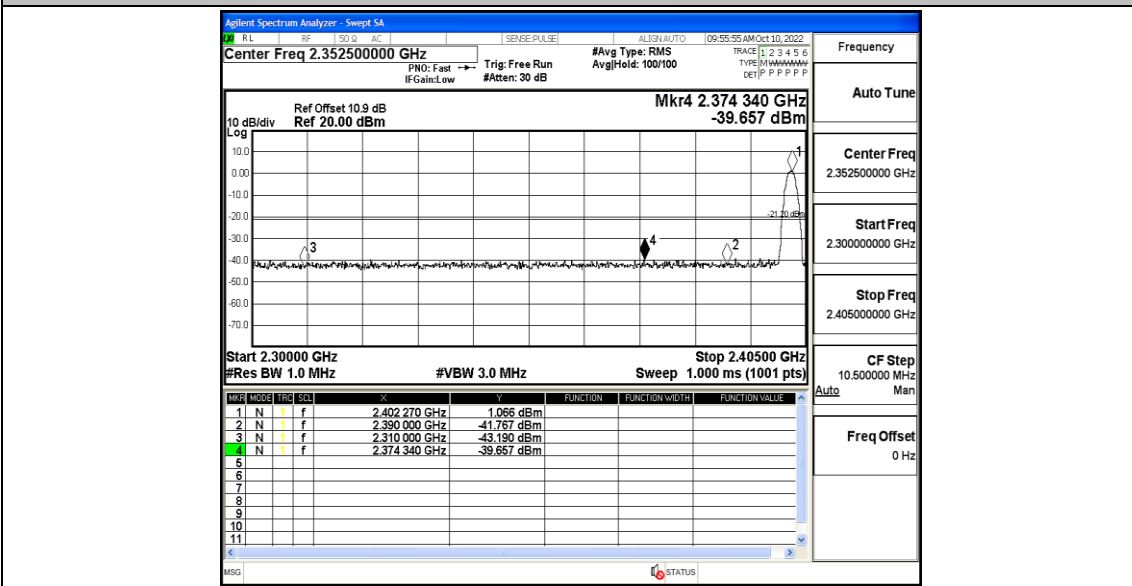 Agilent Spectrum Analyzer - Swept SA
RL RF 50 Ω AC SENSE:PULSE ALIGN AUTO 09:55:55 AM Oct 10, 2022
Center Freq 2.352500000 GHz #Avg Type: RMS TRACE 1 2 3 4 5 6
PNO: Fast Trig: Free Run Avg|Hold: 100/100 TYPE M
IFGain:Low #Atten: 30 dB DET P P P P P P
Frequency
Auto Tune
Center Freq
2.352500000 GHz
Start Freq
2.300000000 GHz
Stop Freq
2.405000000 GHz
CF Step
10.500000 MHz
Auto Man
Freq Offset
0 Hz
Mkr4 2.374 340 GHz
-39.657 dBm
Ref Offset 10.9 dB
10 dB/div Ref 20.00 dBm
Log
10.0
0.00
-10.0
-20.0
-30.0
-40.0
-50.0
-60.0
-70.0
1
-21.20 dBm
3
4
2
Start 2.30000 GHz Stop 2.40500 GHz
#Res BW 1.0 MHz #VBW 3.0 MHz Sweep 1.000 ms (1001 pts)
MKR MODE TRC SCL X Y FUNCTION FUNCTION WIDTH FUNCTION VALUE
1 N 1 f 2.402 270 GHz 1.066 dBm
2 N 1 f 2.390 000 GHz -41.767 dBm
3 N 1 f 2.310 000 GHz -43.190 dBm
4 N 1 f 2.374 340 GHz -39.657 dBm
5
6
7
8
9
10
11
MSG STATUS